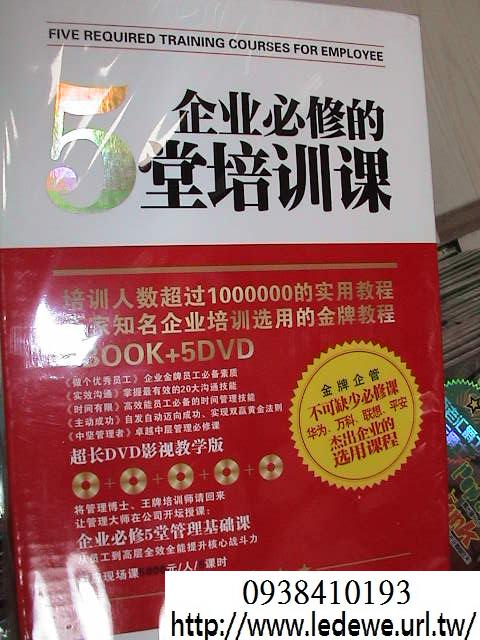 FIVE REQUIRED TRAINING COURSES FOR EMPLOYEE
5
企业必修的
堂培训课
培训人数超过1000000的实用教程
家知名企业培训选用的金牌教程
BOOK+5DVD
《做个优秀员工》企业金牌员工必备素质
《实效沟通》掌握最有效的20大沟通技能
《时间有限》高效能员工必备的时间管理技能
《主动成功》自发自动迈向成功、实现双赢黄金法则
《中坚管理者》卓越中层管理必修课
超长DVD影视教学版
金牌企管
不可缺少必修课
华为、万科、联想、平安
杰出企业的
选用课程
将管理博士、王牌培训师请回来
让管理大师在公司开坛授课:
企业必修5堂管理基础课
从员工到高层全效全能提升核心战斗力
现场课6800元/人/ 课时
0938410193
http://www.ledewe.url.tw/